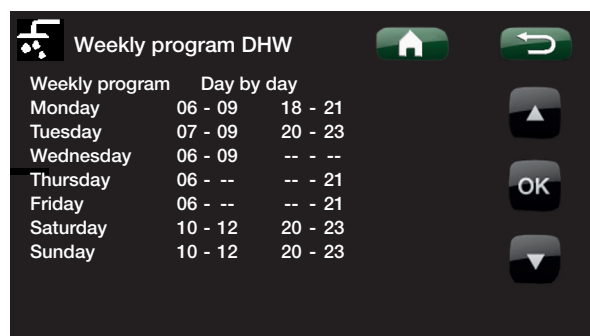 Weekly program DHW
Weekly program Day by day
Monday 06 - 09 18 - 21
Tuesday 07 - 09 20 - 23
Wednesday 06 - 09 -- - --
Thursday 06 - -- -- - 21
Friday 06 - -- -- - 21
Saturday 10 - 12 20 - 23
Sunday 10 - 12 20 - 23
OK